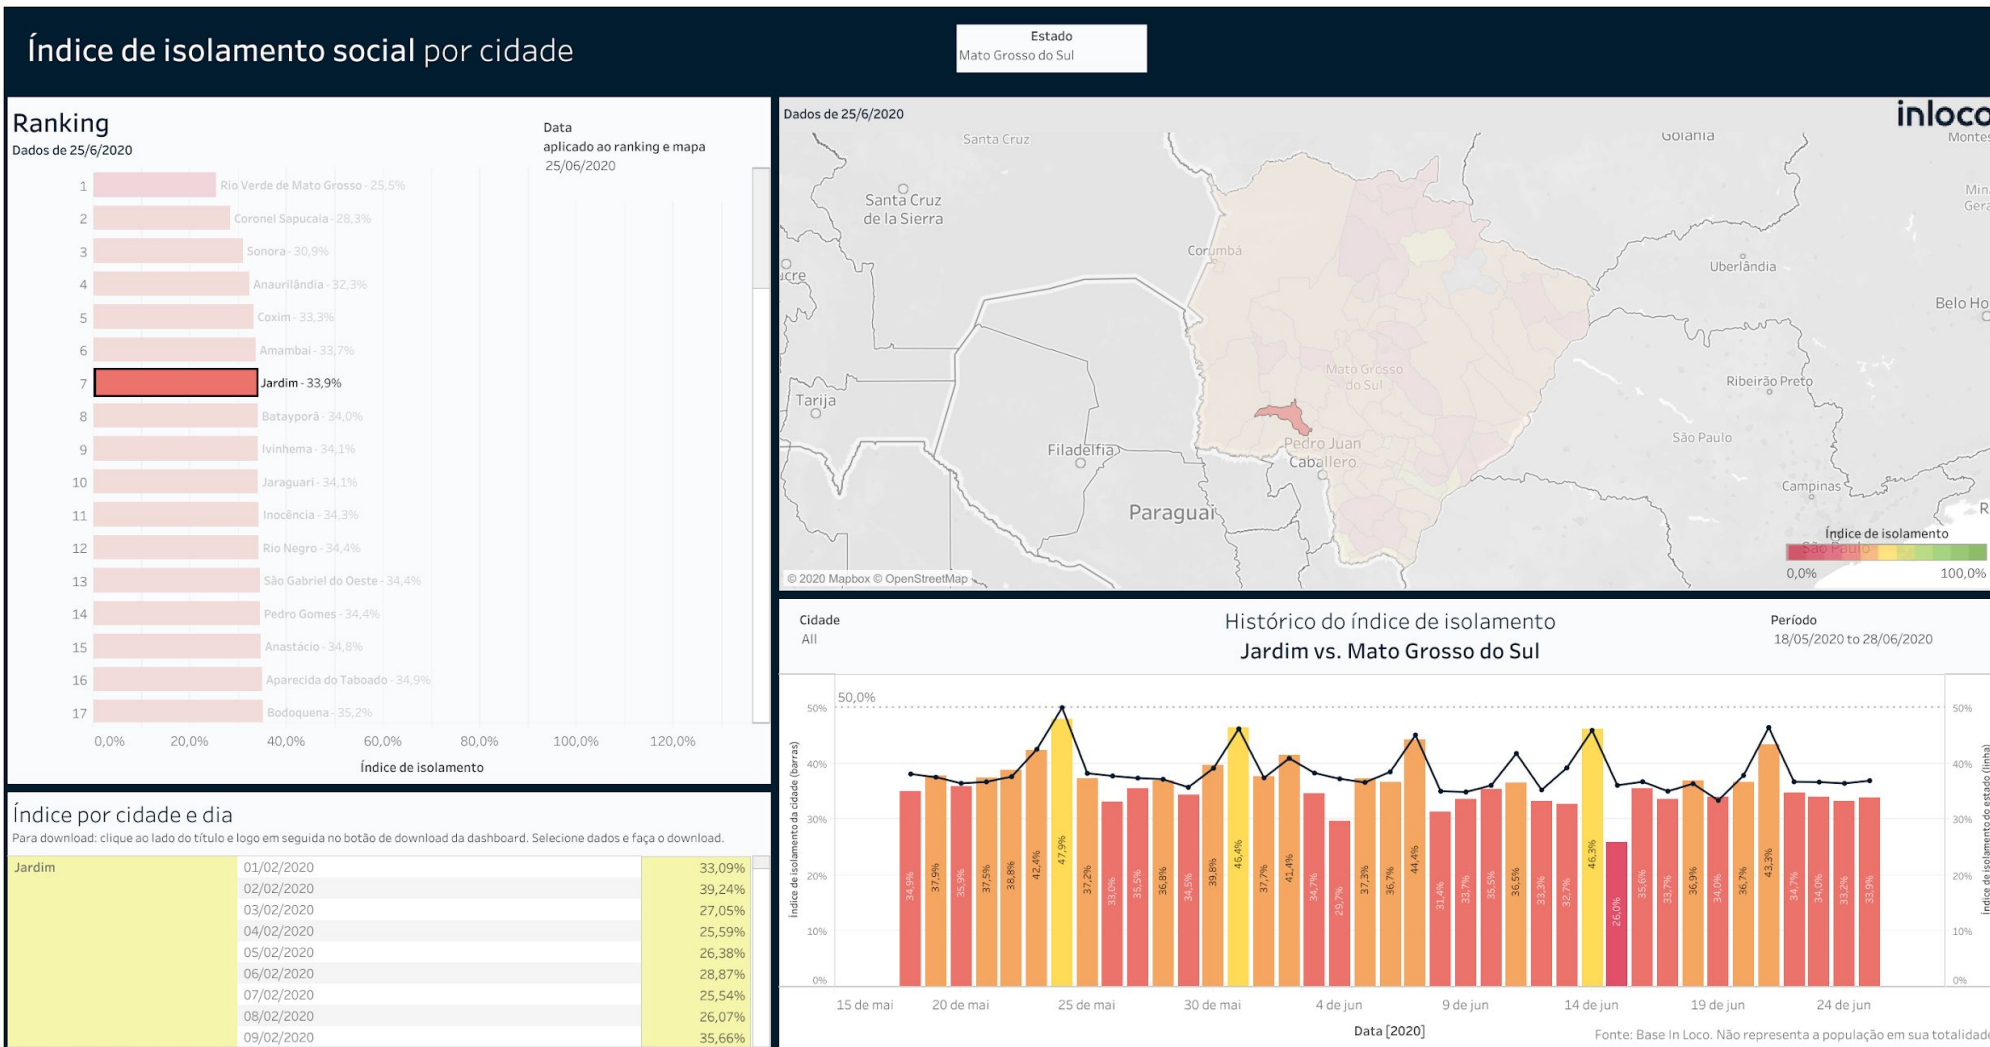 Índice de isolamento social por cidade
Estado
Mato Grosso do Sul
Ranking
Dados de 25/6/2020
Data
aplicado ao ranking e mapa
25/06/2020
1 Rio Verde de Mato Grosso - 25,5%
2 Coronel Sapucaia - 28,3%
3 Sonora - 30,9%
4 Anaurilândia - 32,3%
5 Coxim - 33,3%
6 Amambai - 33,7%
7 Jardim - 33,9%
8 Batayporã - 34,0%
9 Ivinhema - 34,1%
10 Jaraguari - 34,1%
11 Inocência - 34,3%
12 Rio Negro - 34,4%
13 São Gabriel do Oeste - 34,4%
14 Pedro Gomes - 34,4%
15 Anastácio - 34,8%
16 Aparecida do Taboado - 34,9%
17 Bodoquena - 35,2%
0,0% 20,0% 40,0% 60,0% 80,0% 100,0% 120,0%
Índice de isolamento
Índice por cidade e dia
Para download: clique ao lado do título e logo em seguida no botão de download da dashboard. Selecione dados e faça o download.
Jardim 01/02/2020 33,09%
02/02/2020 39,24%
03/02/2020 27,05%
04/02/2020 25,59%
05/02/2020 26,38%
06/02/2020 28,87%
07/02/2020 25,54%
08/02/2020 26,07%
09/02/2020 35,66%
Dados de 25/6/2020
inloco
Santa Cruz
Goiânia
Montes
Santa Cruz
de la Sierra
Min
Gera
Corumbá
ucre
Uberlândia
Belo Ho
Mato Grosso
do Sul
Ribeirão Preto
Tarija
Pedro Juan
Caballero
Filadélfia
São Paulo
Campinas
Paraguai
R
Índice de isolamento
São Paulo
0,0% 100,0%
© 2020 Mapbox © OpenStreetMap
Cidade
All
Histórico do índice de isolamento
Jardim vs. Mato Grosso do Sul
Período
18/05/2020 to 28/06/2020
Índice de isolamento da cidade (barras)
50%
40%
30%
20%
10%
0%
50,0%
34,9% 37,9% 35,9% 37,5% 38,8% 42,4% 47,9% 37,2% 33,0% 35,5% 36,8% 34,5% 39,8% 46,4% 37,7% 41,4% 34,7% 29,7% 37,3% 36,7% 44,4% 31,4% 33,7% 35,5% 36,5% 33,3% 32,7% 46,3% 26,0% 35,6% 33,7% 36,9% 34,0% 36,7% 43,3% 34,7% 34,0% 33,2% 33,9%
50%
40%
30%
20%
10%
0%
Índice de isolamento do estado (linha)
15 de mai 20 de mai 25 de mai 30 de mai 4 de jun 9 de jun 14 de jun 19 de jun 24 de jun
Data [2020]
Fonte: Base In Loco. Não representa a população em sua totalidade